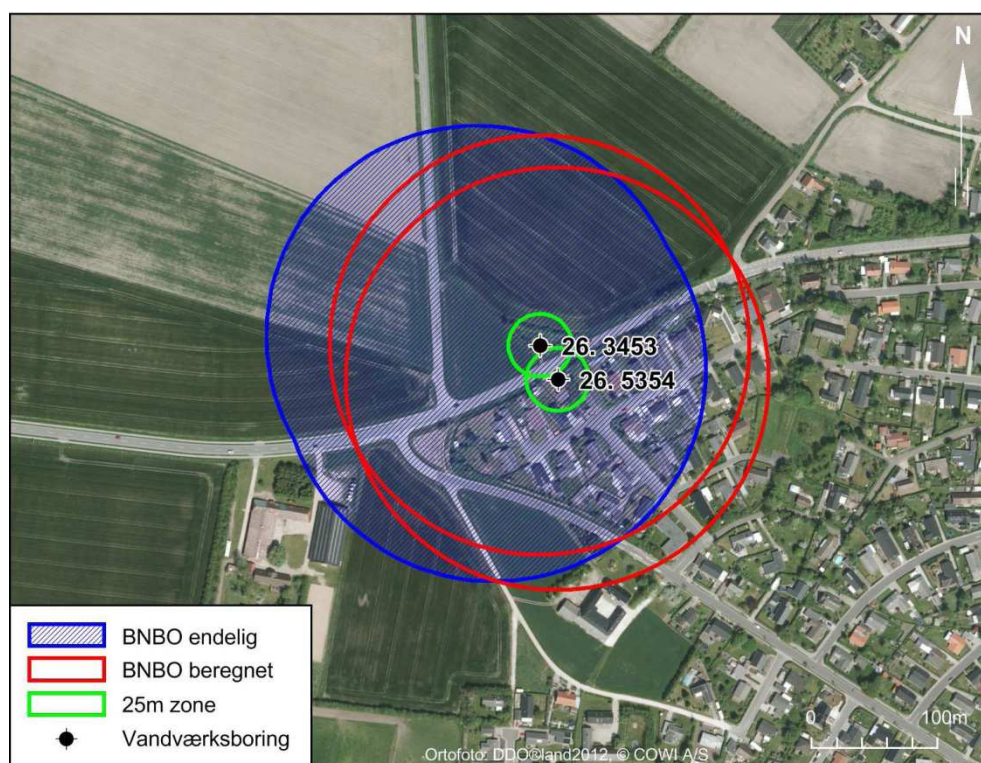 N
26. 3453
26. 5354
BNBO endelig
BNBO beregnet
25m zone
Vandværksboring
0 100m
Ortofoto: DDO®land2012, © COWI A/S